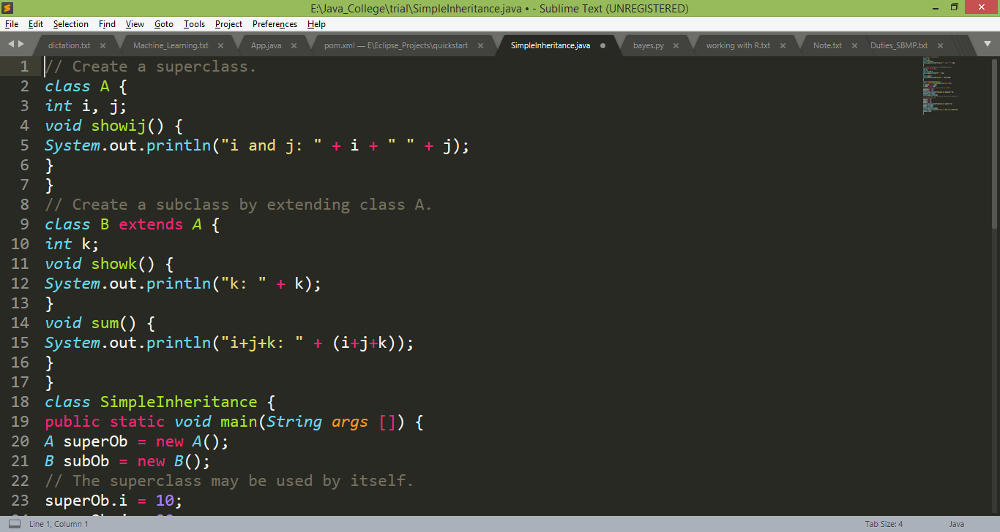 E:\Java_College\trial\SimpleInheritance.java • - Sublime Text (UNREGISTERED)
File Edit Selection Find View Goto Tools Project Preferences Help
dictation.txt × Machine_Learning.txt × App.java × pom.xml — E\Eclipse_Projects\quickstart × SimpleInheritance.java bayes.py × working with R.txt × Note.txt × Duties_SBMP.txt ×
1 // Create a superclass.
2 class A {
3 int i, j;
4 void showij() {
5 System.out.println("i and j: " + i + " " + j);
6 }
7 }
8 // Create a subclass by extending class A.
9 class B extends A {
10 int k;
11 void showk() {
12 System.out.println("k: " + k);
13 }
14 void sum() {
15 System.out.println("i+j+k: " + (i+j+k));
16 }
17 }
18 class SimpleInheritance {
19 public static void main(String args []) {
20 A superOb = new A();
21 B subOb = new B();
22 // The superclass may be used by itself.
23 superOb.i = 10;
Line 1, Column 1 Tab Size: 4 Java